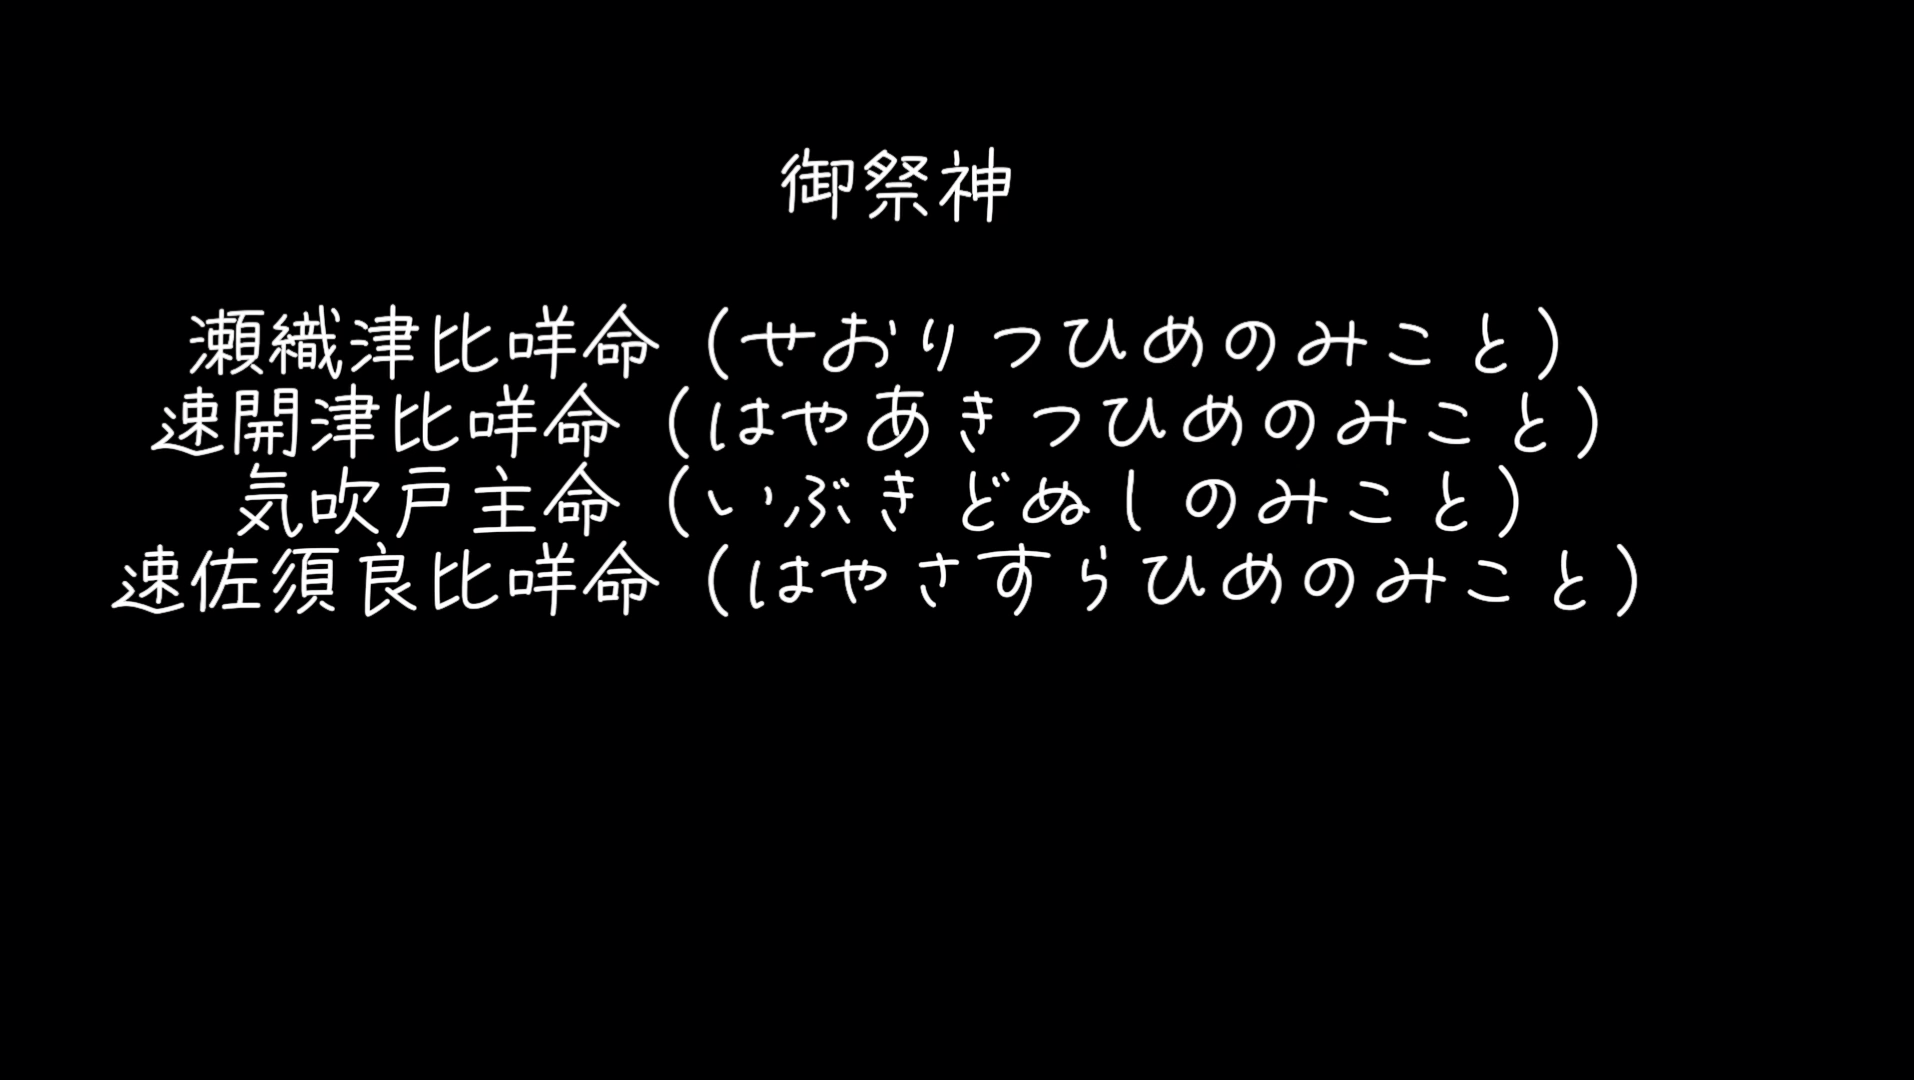 御祭神
瀬織津比咩命（せおりつひめのみこと）
速開津比咩命（はやあきつひめのみこと）
気吹戸主命（いぶきどぬしのみこと）
速佐須良比咩命（はやさすらひめのみこと）